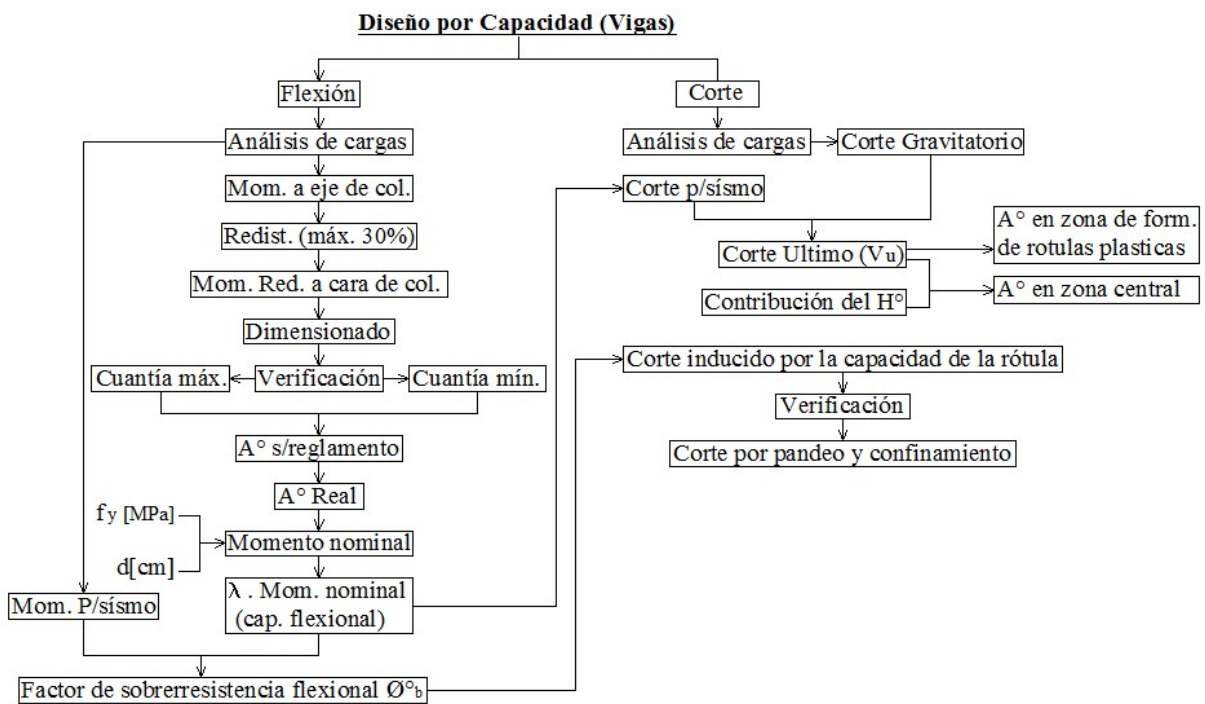 Diseño por Capacidad (Vigas)
Flexión
Análisis de cargas
Mom. a eje de col.
Redist. (máx. 30%)
Mom. Red. a cara de col.
Dimensionado
Cuantía máx.
Verificación
Cuantía mín.
A° s/reglamento
A° Real
fy [MPa]
Momento nominal
d[cm]
Mom. P/sísmo
λ . Mom. nominal
(cap. flexional)
Factor de sobrerresistencia flexional Ø°b
Corte
Análisis de cargas
Corte Gravitatorio
Corte p/sísmo
Corte Ultimo (Vu)
A° en zona de form.
de rotulas plasticas
Contribución del H°
A° en zona central
Corte inducido por la capacidad de la rótula
Verificación
Corte por pandeo y confinamiento